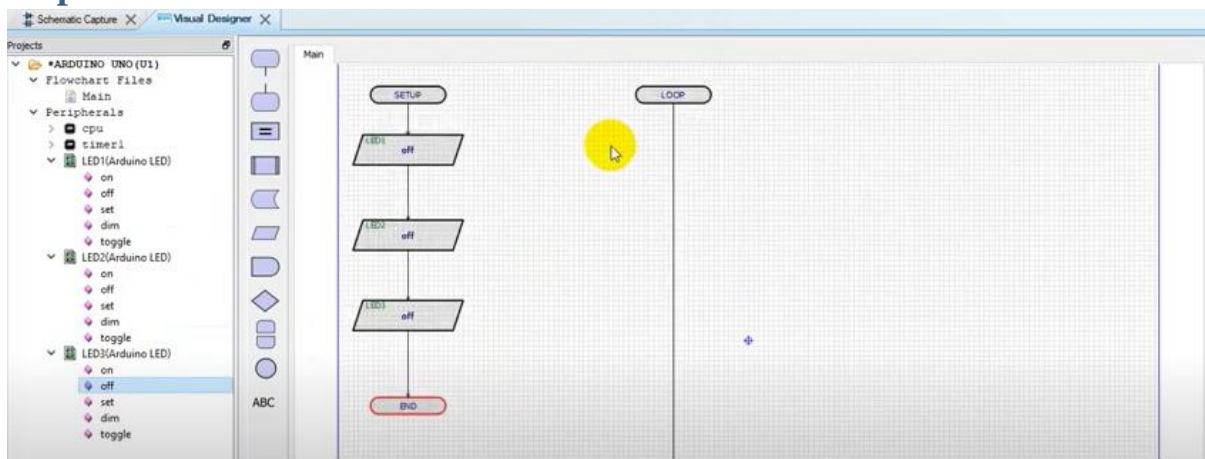 Schematic Capture
Visual Designer
Projects
*ARDUINO UNO (U1)
Flowchart Files
Main
Peripherals
cpu
timer1
LED1(Arduino LED)
on
off
set
dim
toggle
LED2(Arduino LED)
on
off
set
dim
toggle
LED3(Arduino LED)
on
off
set
dim
toggle
ABC
Main
SETUP
LED1
off
LED2
off
LED3
off
END
LOOP